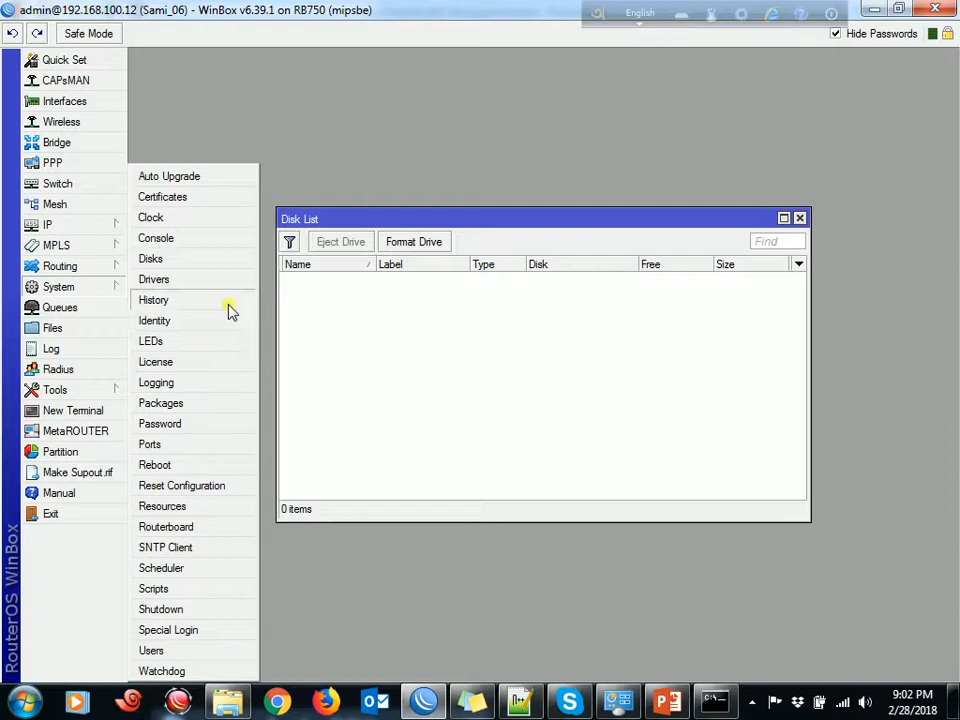 admin@192.168.100.12 (Sami_06) - WinBox v6.39.1 on RB750 (mipsbe)
English
Safe Mode
Hide Passwords
Quick Set
CAPsMAN
Interfaces
Wireless
Bridge
PPP
Switch
Mesh
IP
MPLS
Routing
System
Queues
Files
Log
Radius
Tools
New Terminal
MetaROUTER
Partition
Make Supout.rif
Manual
Exit
RouterOS WinBox
Auto Upgrade
Certificates
Clock
Console
Disks
Drivers
History
Identity
LEDs
License
Logging
Packages
Password
Ports
Reboot
Reset Configuration
Resources
Routerboard
SNTP Client
Scheduler
Scripts
Shutdown
Special Login
Users
Watchdog
Disk List
Eject Drive
Format Drive
Find
Name
Label
Type
Disk
Free
Size
0 items
9:02 PM
2/28/2018